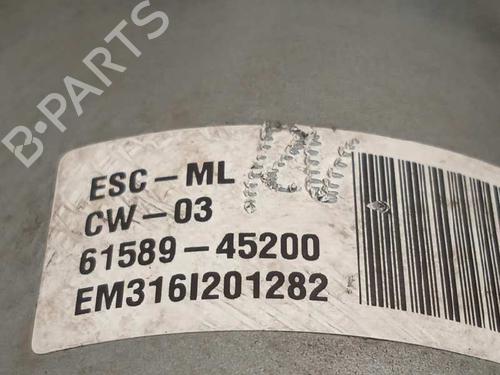 B-PARTS
ESC-ML
CW-03
61589-45200
EM316I201282